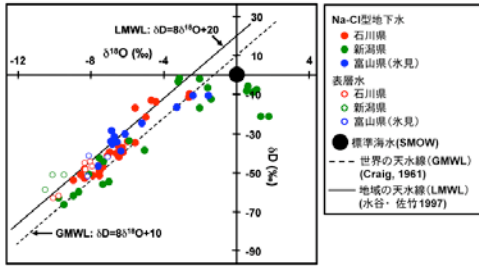 LMWL: δD=8δ¹⁸O+20
δ¹⁸O (‰)
-12
-8
-4
0
30
10
-10
-30
-50
-70
-90
δD(‰)
GMWL: δD=8δ¹⁸O+10
Na-Cl型地下水
石川県
新潟県
富山県(氷見)
表層水
石川県
新潟県
富山県(氷見)
標準海水(SMOW)
世界の天水線(GMWL)
(Craig, 1961)
地域の天水線(LMWL)
(水谷・佐竹1997)